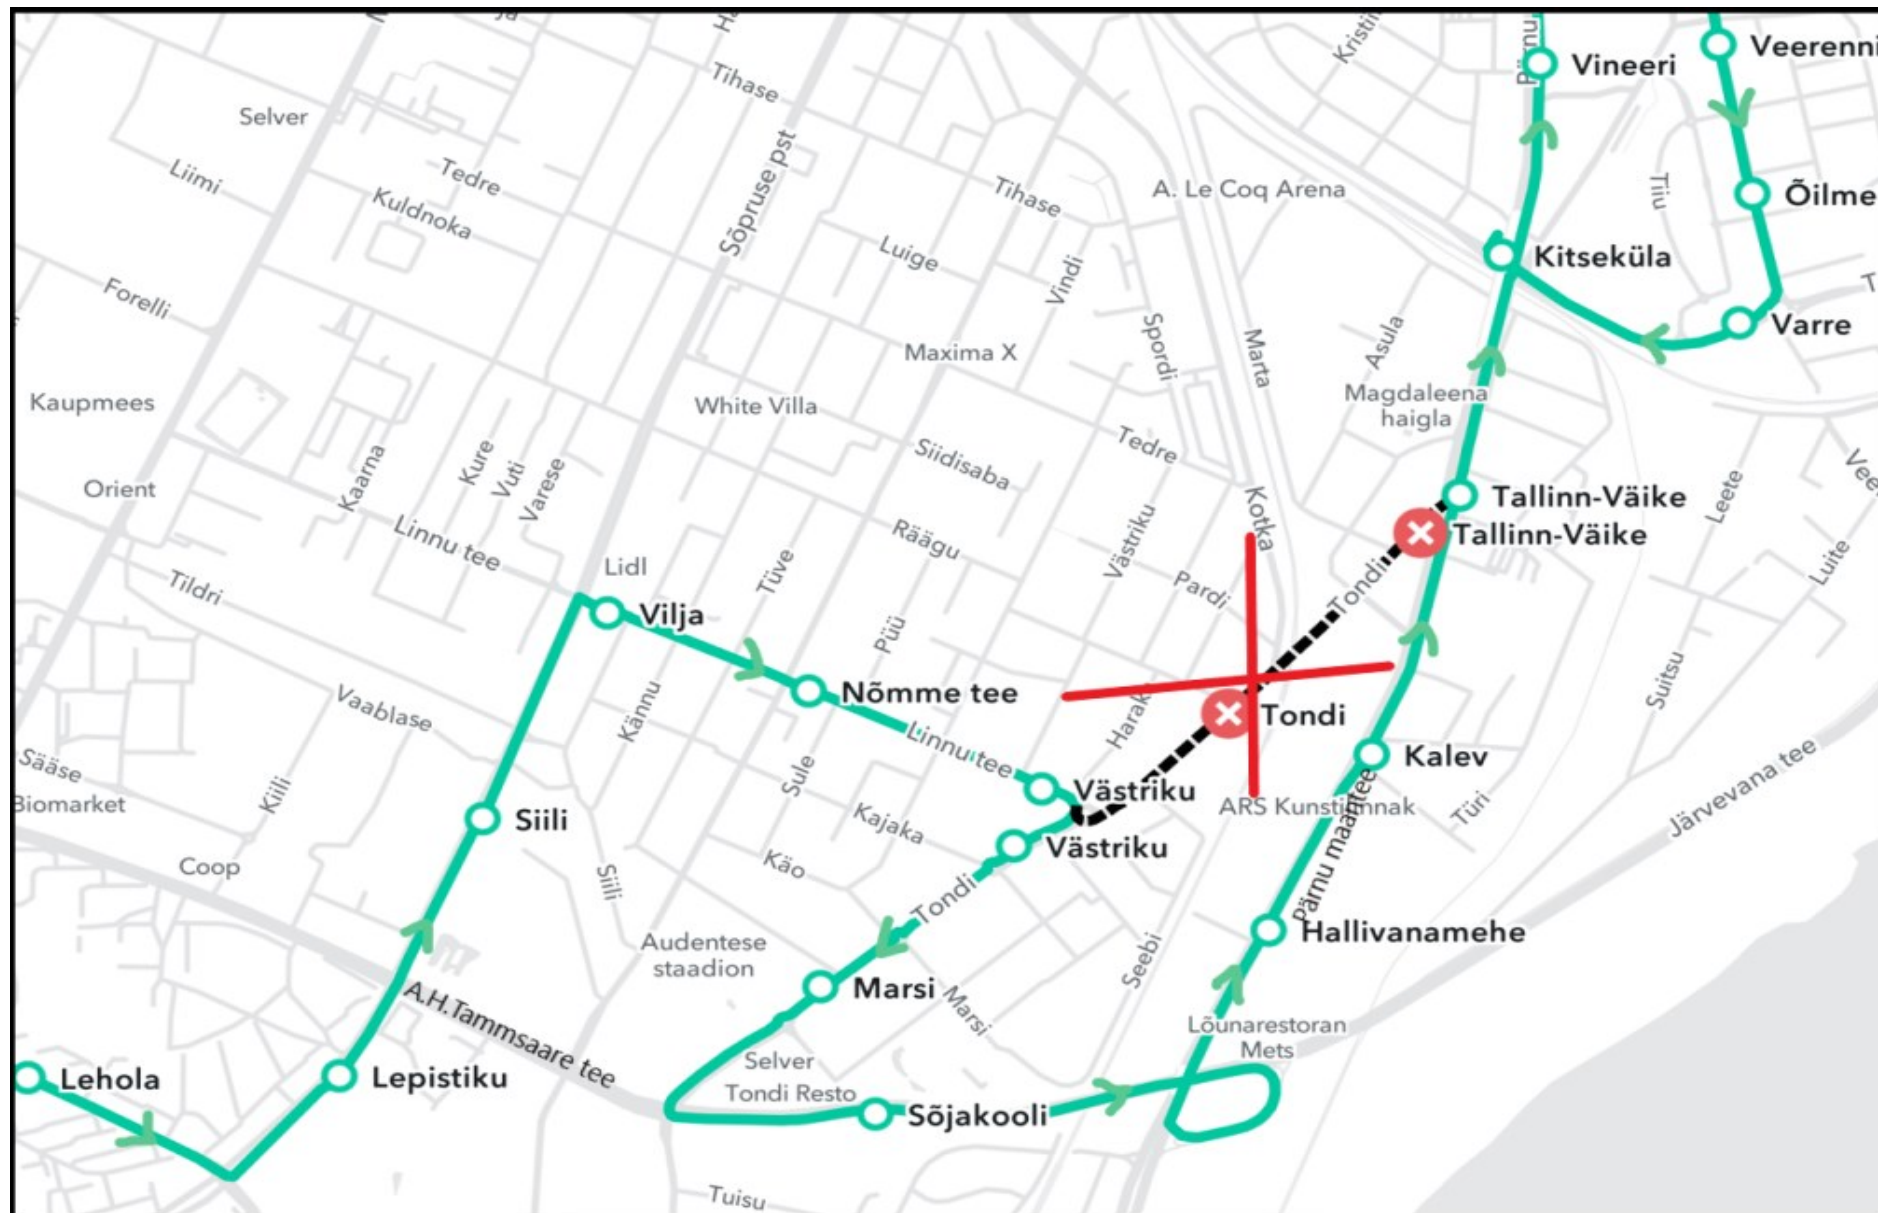 Vineeri
Veerenni
Pärnu
Kristii
Tihase
Selver
Sõpruse pst
Liimi
Tedre
Kuldnoka
Tihase
A. Le Coq Arena
Tiiu
Õilme
Luige
Vindi
Kitseküla
Forelli
Varre
Spordi
Marta
Asula
Maxima X
Magdaleena
haigla
Kaupmees
White Villa
Tedre
Siidisaba
Kaarna
Kure
Vuti
Varese
Orient
Linnu tee
Räägu
Västriku
Kotka
Leete
Tallinn-Väike
Tallinn-Väike
Lidl
Tüve
Pardi
Tondi
Luite
Tildri
Vilja
Püü
Suitsu
Vaablase
Kännu
Nõmme tee
Linnu tee
Tondi
Kalev
Sääse
Biomarket
Kiili
Sule
Västriku
ARS Kunstilinnak
Türi
Järvevana tee
Siili
Kajaka
Västriku
Pärnu maantee
Coop
Siili
Käo
Tondi
Hallivanamehe
Audentese
staadion
Seebi
Marsi
Marsi
A.H.Tammsaare tee
Lõunarestoran
Mets
Lehola
Lepistiku
Selver
Tondi Resto
Sõjakooli
Tuisu